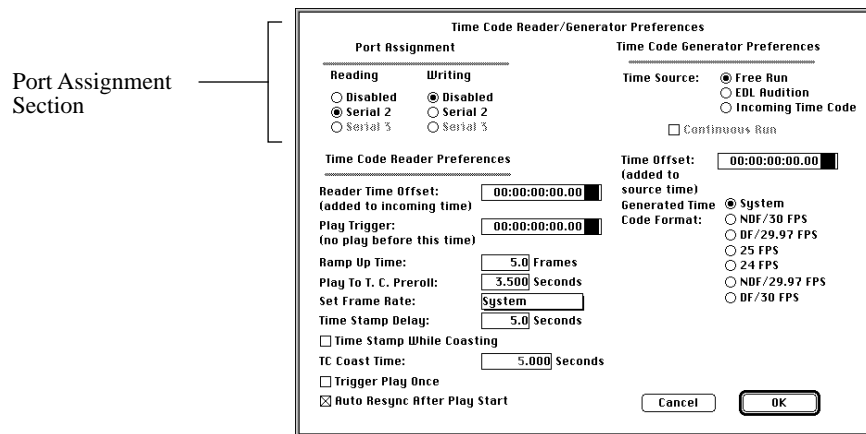 Port Assignment
Section
Time Code Reader/Generator Preferences
Port Assignment
Reading Writing
Disabled Disabled
Serial 2 Serial 2
Serial 3 Serial 3
Time Code Generator Preferences
Time Source: Free Run
EDL Audition
Incoming Time Code
Continuous Run
Time Code Reader Preferences
Reader Time Offset: 00:00:00:00.00
(added to incoming time)
Play Trigger: 00:00:00:00.00
(no play before this time)
Ramp Up Time: 5.0 Frames
Play To T. C. Preroll: 3.500 Seconds
Set Frame Rate: System
Time Stamp Delay: 5.0 Seconds
Time Stamp While Coasting
TC Coast Time: 5.000 Seconds
Trigger Play Once
Auto Resync After Play Start
Time Offset: 00:00:00:00.00
(added to
source time)
Generated Time System
Code Format: NDF/30 FPS
DF/29.97 FPS
25 FPS
24 FPS
NDF/29.97 FPS
DF/30 FPS
Cancel OK